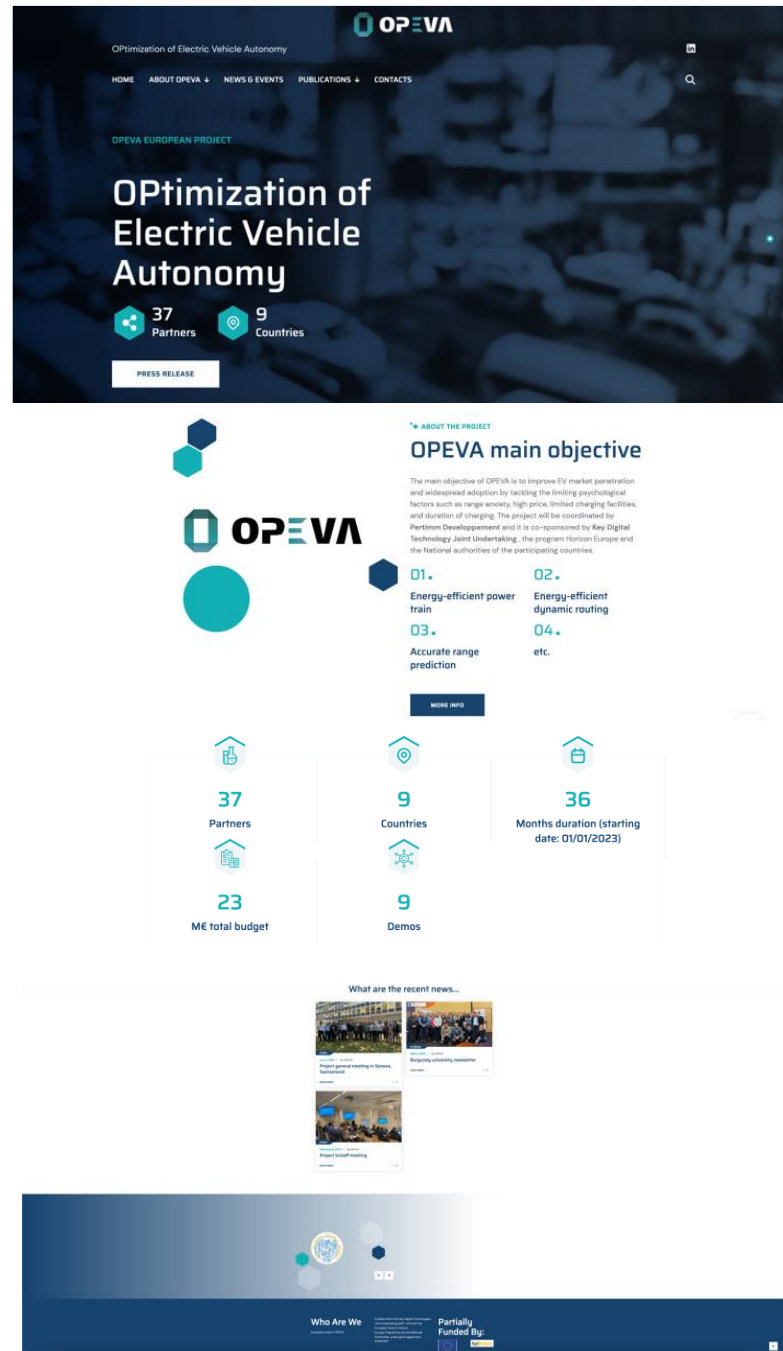 OPEVA
OPtimization of Electric Vehicle Autonomy
in
HOME ABOUT OPEVA ↓ NEWS & EVENTS PUBLICATIONS ↓ CONTACTS
OPEVA EUROPEAN PROJECT
OPtimization of
Electric Vehicle
Autonomy
37
Partners
9
Countries
PRESS RELEASE
OPEVA
ABOUT THE PROJECT
OPEVA main objective
The main objective of OPEVA is to improve EV market penetration
and widespread adoption by tackling the limiting psychological
factors such as range anxiety, high price, limited charging facilities,
and duration of charging. The project will be coordinated by
Pertimm Developpement and it is co-sponsored by Key Digital
Technology Joint Undertaking , the program Horizon Europe and
the National authorities of the participating countries.
01.
Energy-efficient power
train
02.
Energy-efficient
dynamic routing
03.
Accurate range
prediction
04.
etc.
MORE INFO
37
Partners
9
Countries
36
Months duration (starting
date: 01/01/2023)
23
M€ total budget
9
Demos
What are the recent news...
Project general meeting in Geneva,
Switzerland
Burgundy university newsletter
Project kickoff meeting
Who Are We
Partially
Funded By: